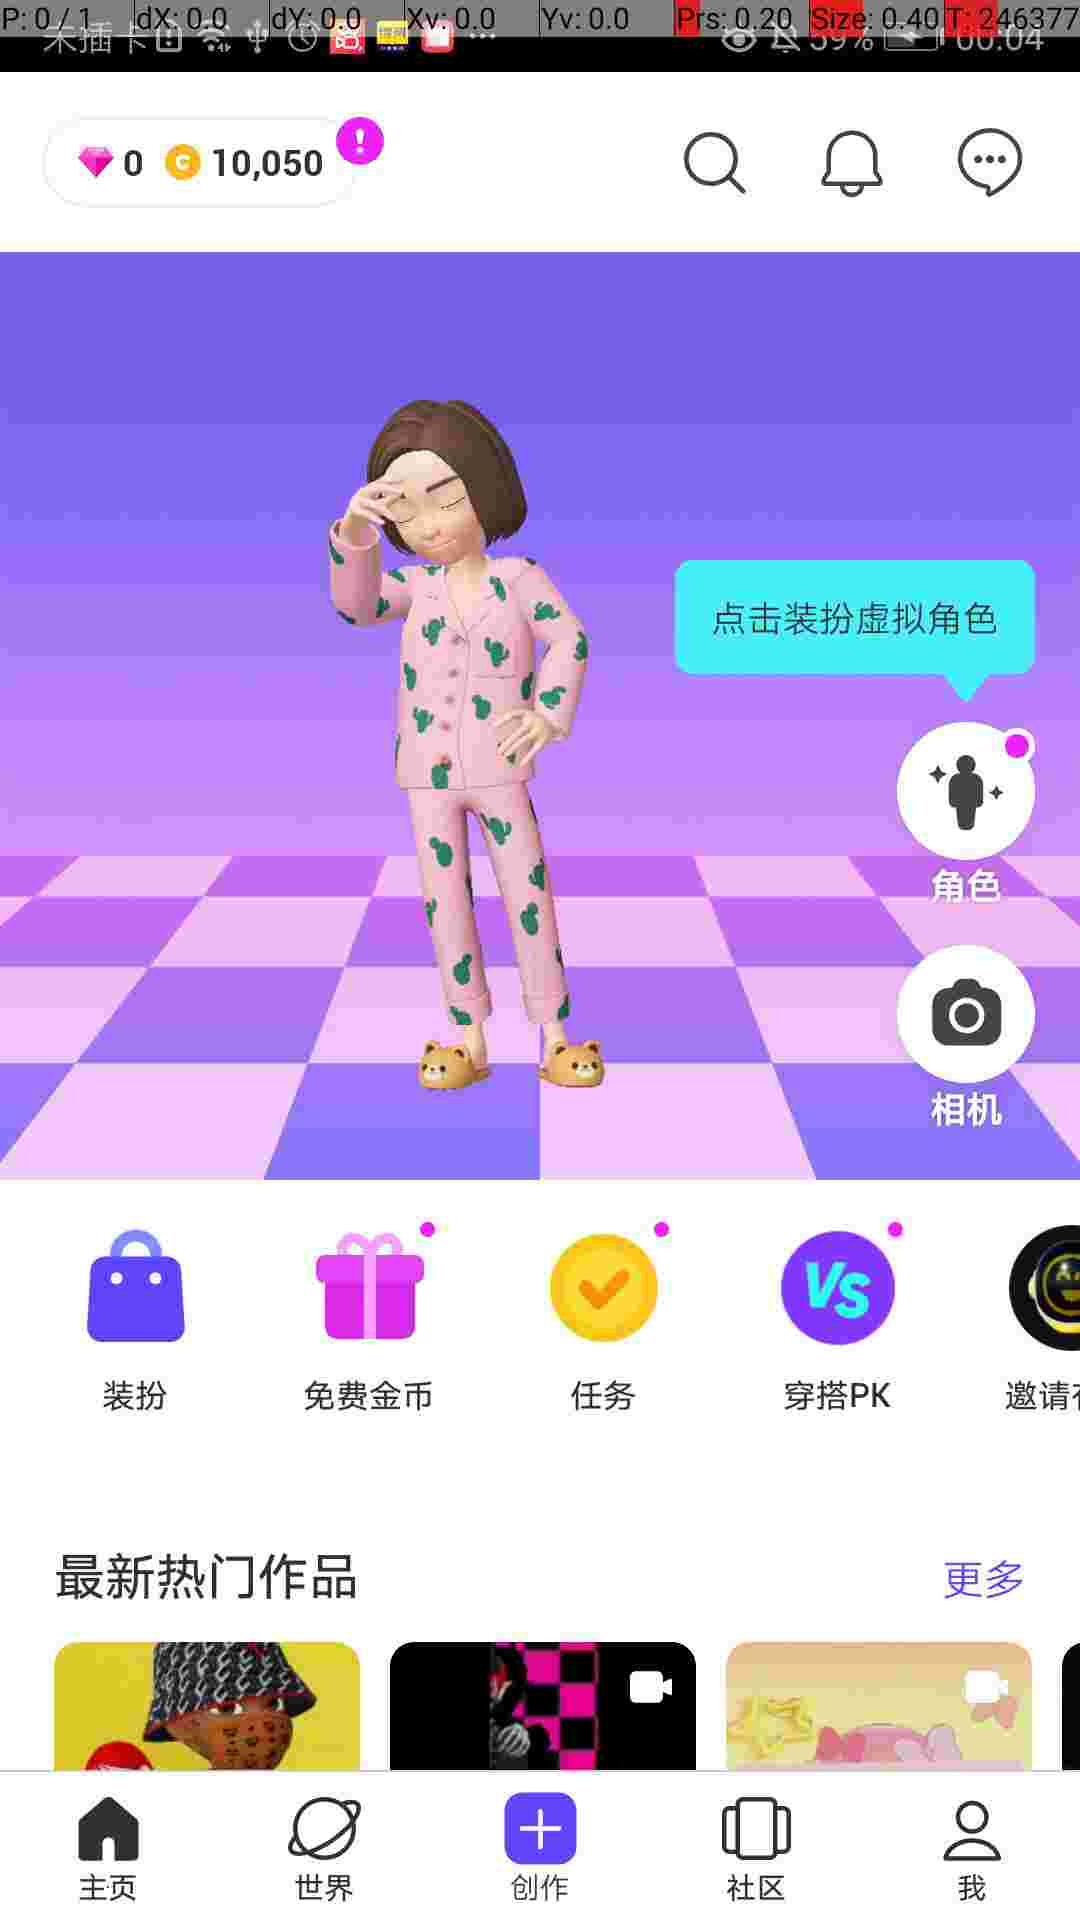 P: 0 / 1 dX: 0.0 dY: 0.0 Xv: 0.0 Yv: 0.0 Prs: 0.20 Size: 0.40 T: 246377
未插卡 59% 00:04
0 C 10,050 !
点击装扮虚拟角色
角色
相机
VS
装扮 免费金币 任务 穿搭PK 邀请
最新热门作品 更多
主页 世界 创作 社区 我